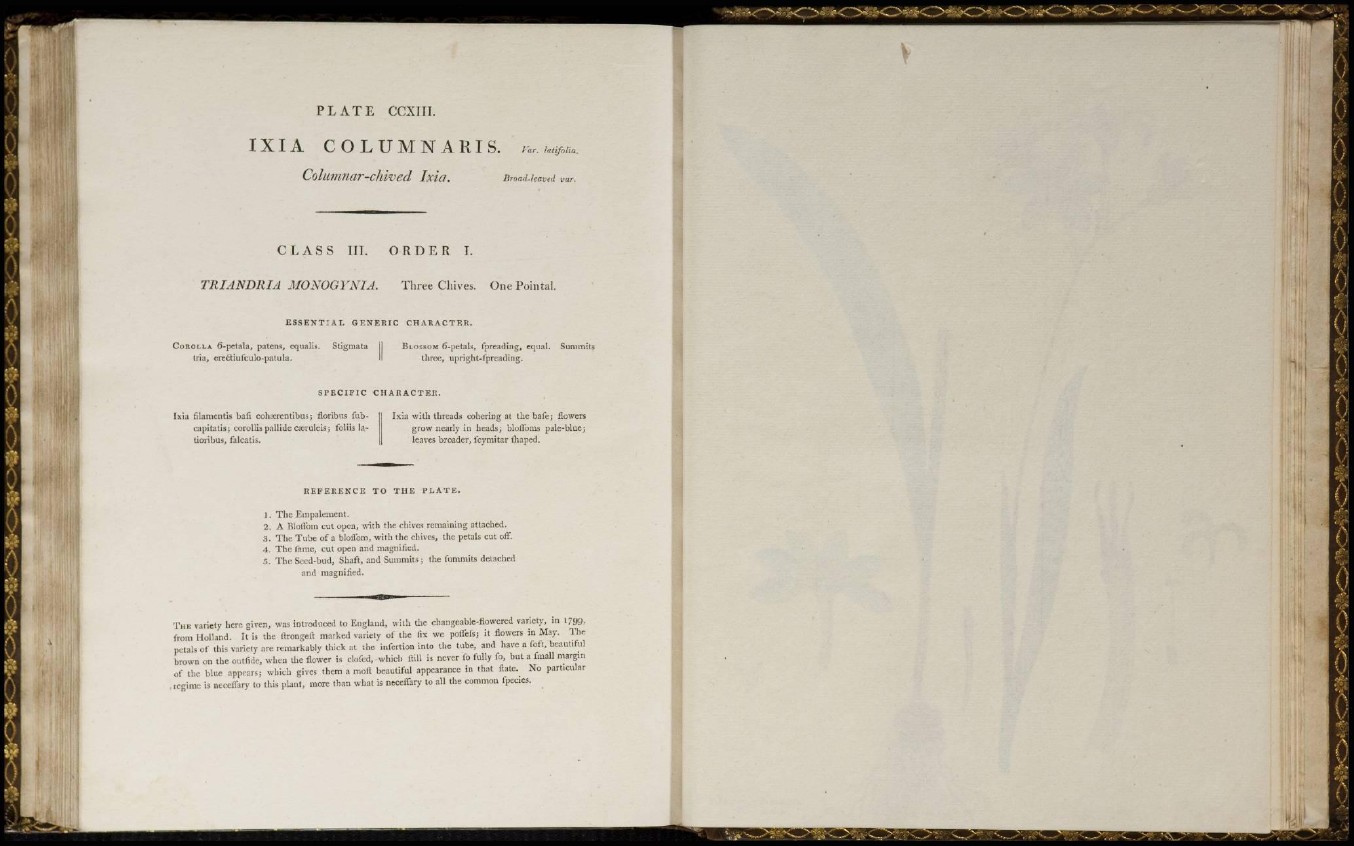 PLATE CCXIII.
IXIA COLUMNARIS. Var. latifolia.
Columnar-chived Ixia. Broad-leaved var.
CLASS III. ORDER I.
TRIANDRIA MONOGYNIA. Three Chives. One Pointal.
ESSENTIAL GENERIC CHARACTER.
COROLLA 6-petala, patens, equalis. Stigmata
tria, erectiuſculo-patula.
BLOSSOM 6-petals, ſpreading, equal. Summits
three, upright-ſpreading.
SPECIFIC CHARACTER.
Ixia filamentis baſi cohærentibus; floribus ſub-
capitatis; corollis pallide cæruleis; foliis la-
tioribus, falcatis.
Ixia with threads cohering at the baſe; flowers
grow nearly in heads; bloſſoms pale-blue;
leaves broader, ſcymitar ſhaped.
REFERENCE TO THE PLATE.
1. The Empalement.
2. A Bloſſom cut open, with the chives remaining attached.
3. The Tube of a bloſſom, with the chives, the petals cut off.
4. The ſame, cut open and magnified.
5. The Seed-bud, Shaft, and Summits; the ſummits detached
and magnified.
THE variety here given, was introduced to England, with the changeable-flowered variety, in 1799,
from Holland. It is the ſtrongeſt marked variety of the ſix we poſſeſs; it flowers in May. The
petals of this variety are remarkably thick at the inſertion into the tube, and have a ſoft, beautiful
brown on the outſide, when the flower is cloſed, which ſtill is never ſo fully ſo, but a ſmall margin
of the blue appears; which gives them a moſt beautiful appearance in that ſtate. No particular
regime is neceſſary to this plant, more than what is neceſſary to all the common ſpecies.